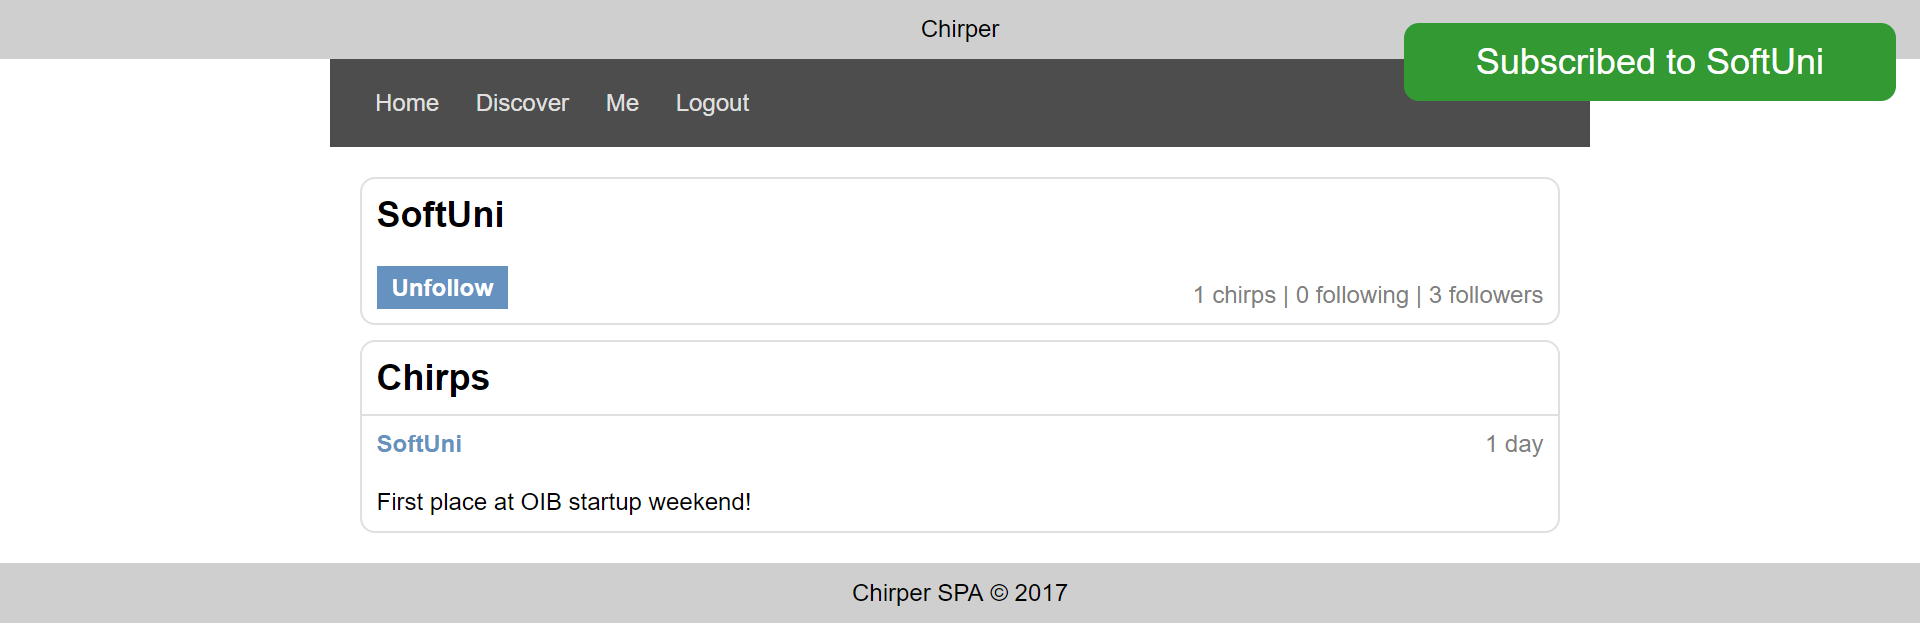 Chirper
Subscribed to SoftUni
Home Discover Me Logout
SoftUni
Unfollow
1 chirps | 0 following | 3 followers
Chirps
SoftUni 1 day
First place at OIB startup weekend!
Chirper SPA © 2017